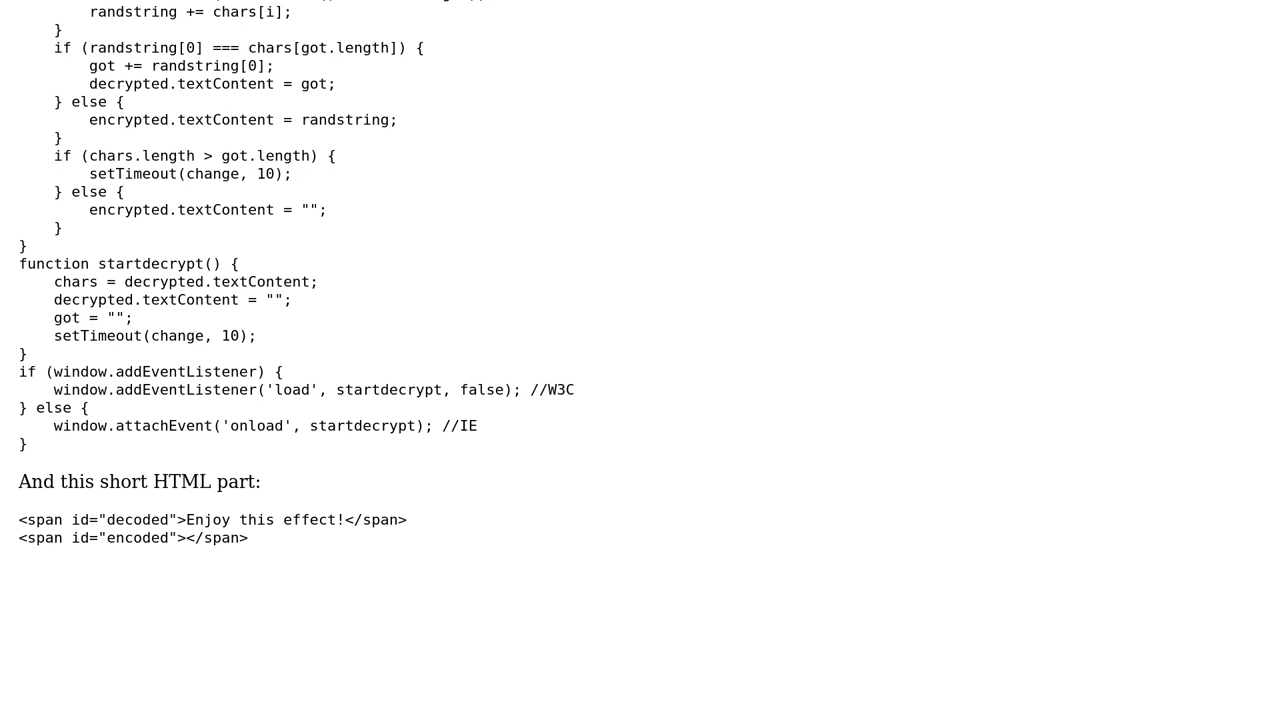 randstring += chars[i];
}
if (randstring[0] === chars[got.length]) {
got += randstring[0];
decrypted.textContent = got;
} else {
encrypted.textContent = randstring;
}
if (chars.length > got.length) {
setTimeout(change, 10);
} else {
encrypted.textContent = "";
}
}
function startdecrypt() {
chars = decrypted.textContent;
decrypted.textContent = "";
got = "";
setTimeout(change, 10);
}
if (window.addEventListener) {
window.addEventListener('load', startdecrypt, false); //W3C
} else {
window.attachEvent('onload', startdecrypt); //IE
}
And this short HTML part:
<span id="decoded">Enjoy this effect!</span>
<span id="encoded"></span>